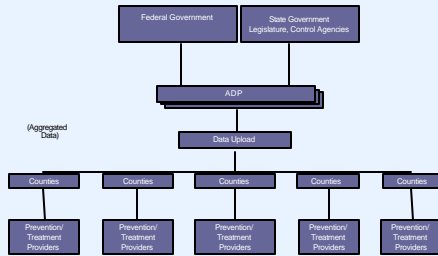 Federal Government
State Government
Legislature, Control Agencies
ADP
(Aggregated
Data)
Data Upload
Counties
Counties
Counties
Counties
Counties
Prevention/
Treatment
Providers
Prevention/
Treatment
Providers
Prevention/
Treatment
Providers
Prevention/
Treatment
Providers
Prevention/
Treatment
Providers